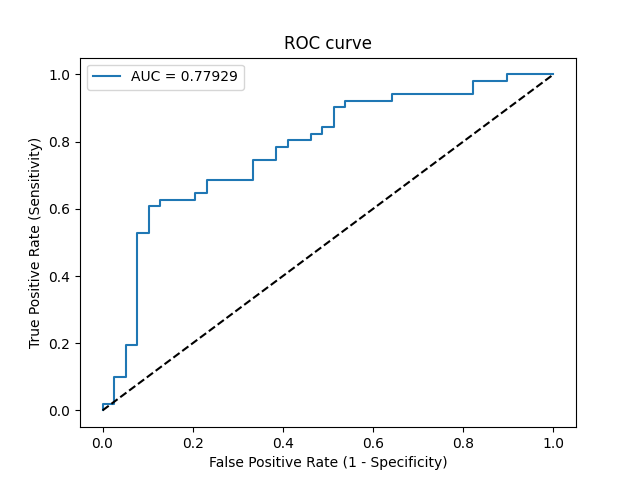 ROC curve
AUC = 0.77929
True Positive Rate (Sensitivity)
1.0
0.8
0.6
0.4
0.2
0.0
0.0 0.2 0.4 0.6 0.8 1.0
False Positive Rate (1 - Specificity)